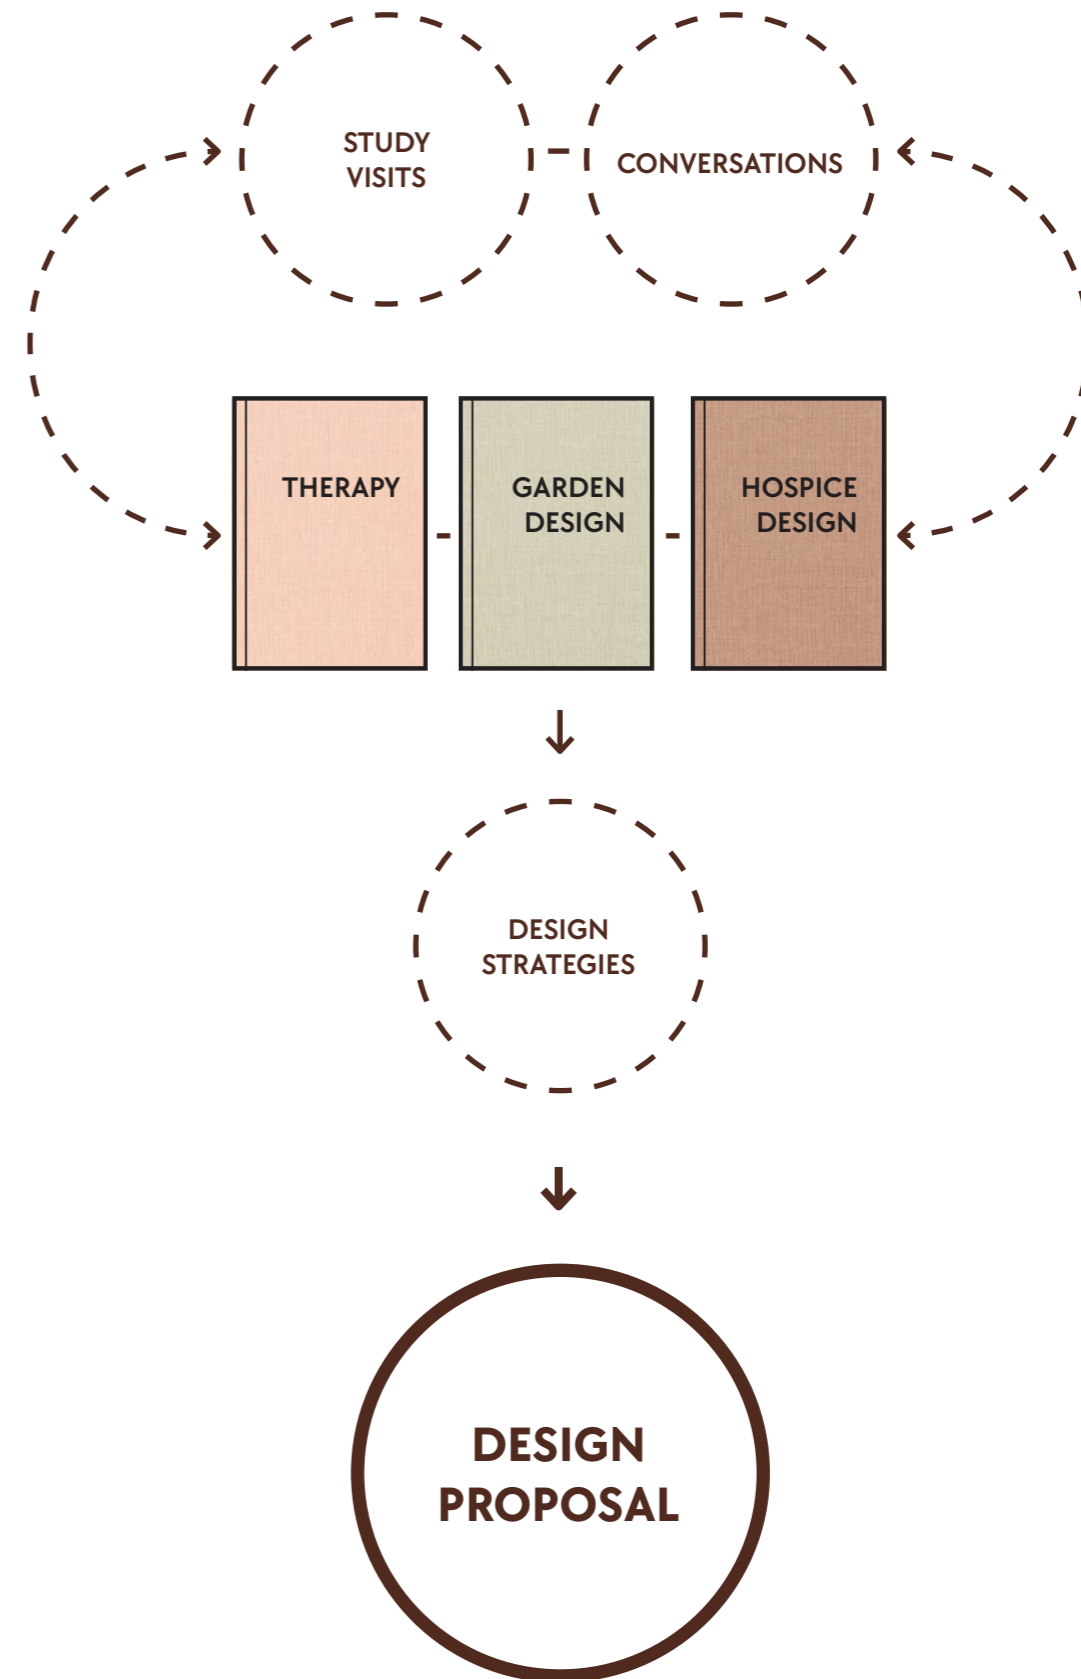 STUDY
VISITS
CONVERSATIONS
THERAPY
GARDEN
DESIGN
HOSPICE
DESIGN
DESIGN
STRATEGIES
DESIGN
PROPOSAL